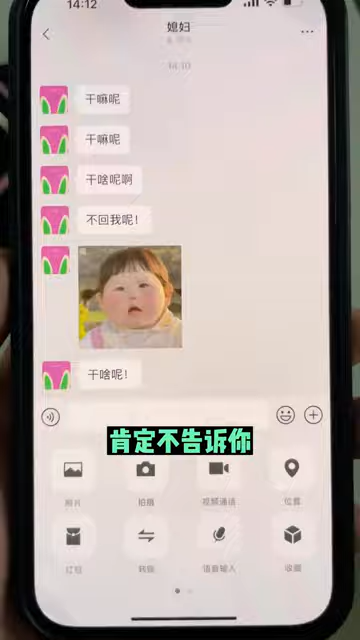 14:12
媳妇
14:10
干嘛呢
干嘛呢
干啥呢啊
不回我呢!
干啥呢!
肯定不告诉你
照片
拍摄
视频通话
位置
红包
转账
语音输入
收藏